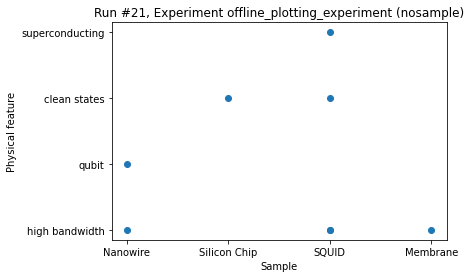 Run #21, Experiment offline_plotting_experiment (nosample)
superconducting
clean states
qubit
high bandwidth
Physical feature
Nanowire
Silicon Chip
SQUID
Membrane
Sample